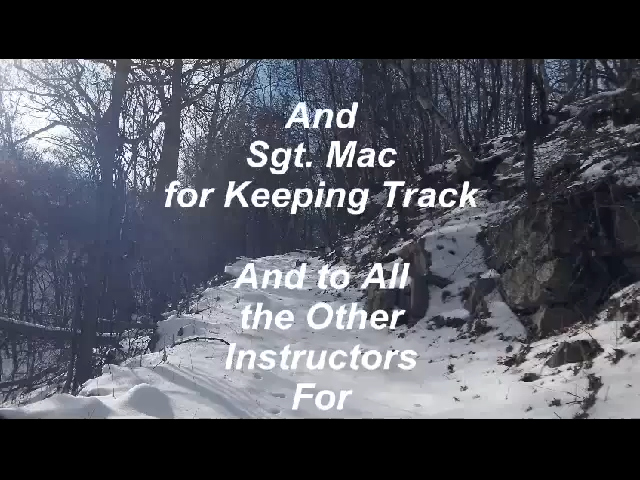 And
Sgt. Mac
for Keeping Track
And to All
the Other
Instructors
For